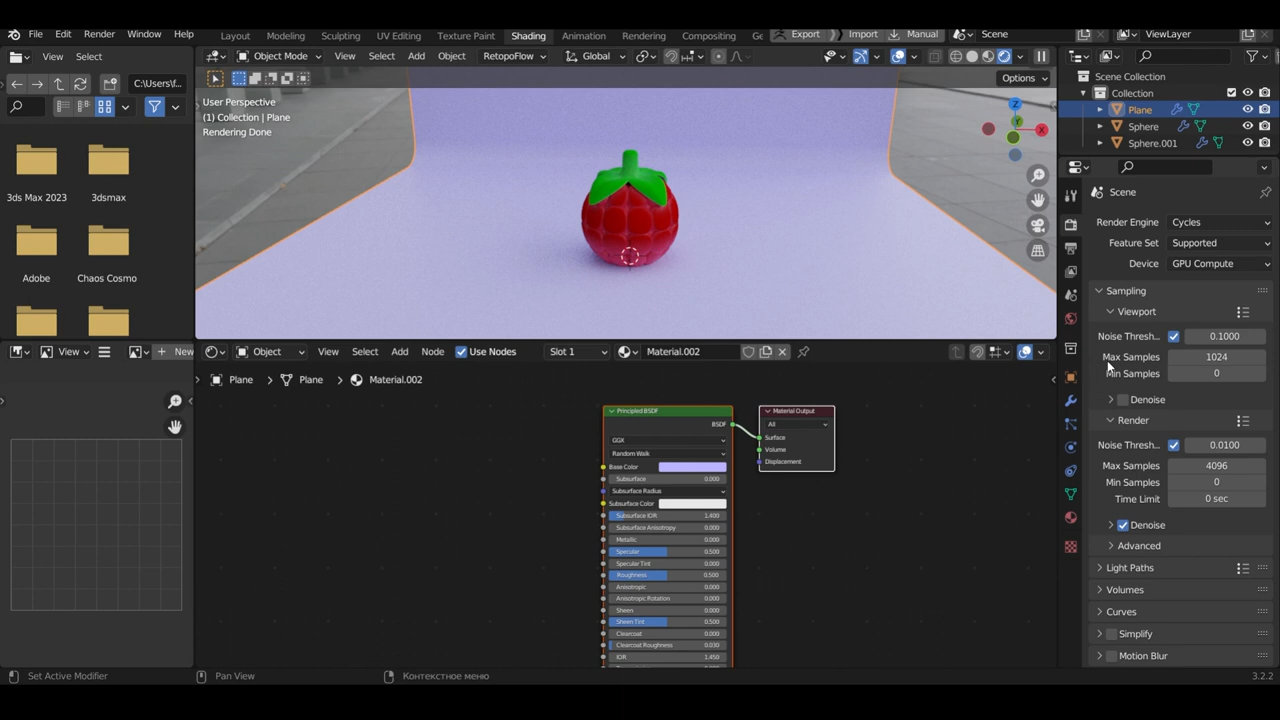 File Edit Render Window Help Layout Modeling Sculpting UV Editing Texture Paint Shading Animation Rendering Compositing Ge Export Import Manual Scene ViewLayer
View Select
C:\Users\f...
Object Mode View Select Add Object RetopoFlow Global
Options
User Perspective
(1) Collection | Plane
Rendering Done
Z
Y
X
3ds Max 2023 3dsmax
Adobe Chaos Cosmo
Scene Collection
Collection
Plane
Sphere
Sphere.001
Scene
Render Engine Cycles
Feature Set Supported
Device GPU Compute
Sampling
Viewport
Noise Thresh... 0.1000
Max Samples 1024
Min Samples 0
Denoise
Render
Noise Thresh... 0.0100
Max Samples 4096
Min Samples 0
Time Limit 0 sec
Denoise
Advanced
Light Paths
Volumes
Curves
Simplify
Motion Blur
View New
Object View Select Add Node Use Nodes Slot 1 Material.002
Plane > Plane > Material.002
Principled BSDF
BSDF
GGX
Random Walk
Base Color
Subsurface 0.000
Subsurface Radius
Subsurface Color
Subsurface IOR 1.400
Subsurface Anisotropy 0.000
Metallic 0.000
Specular 0.500
Specular Tint 0.000
Roughness 0.500
Anisotropic 0.000
Anisotropic Rotation 0.000
Sheen 0.000
Sheen Tint 0.500
Clearcoat 0.000
Clearcoat Roughness 0.030
IOR 1.450
Material Output
All
Surface
Volume
Displacement
Set Active Modifier Pan View Контекстное меню 3.2.2